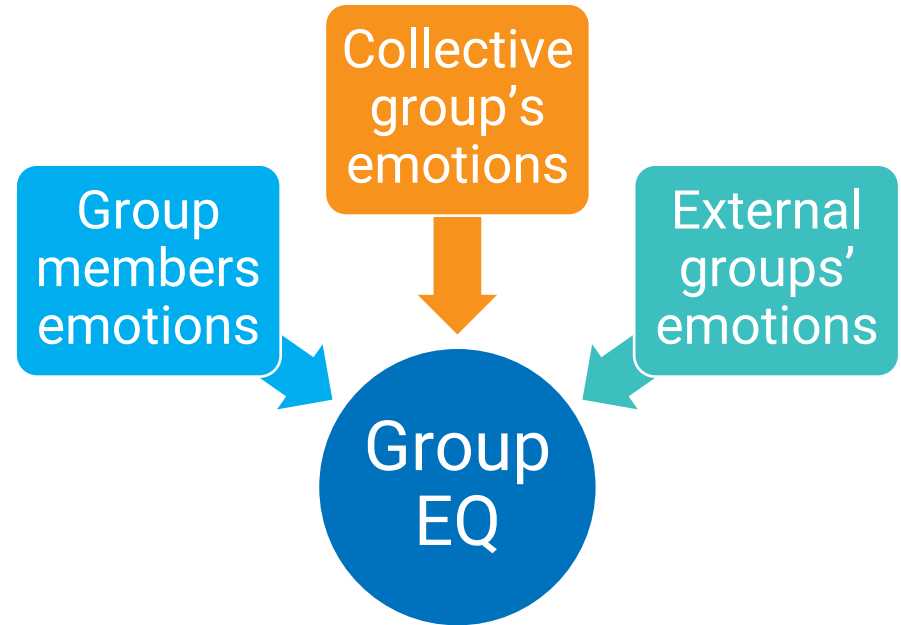 Collective
group’s
emotions
Group
members
emotions
External
groups’
emotions
Group
EQ